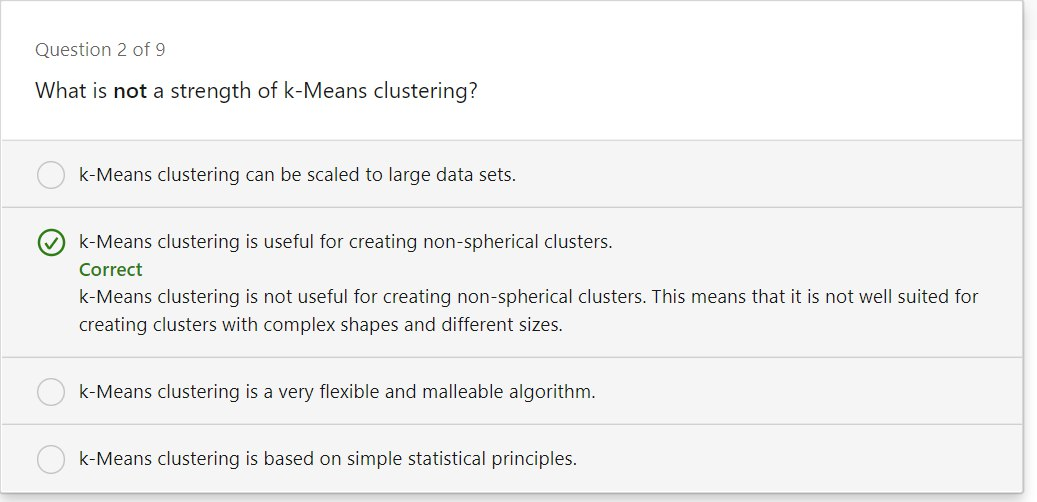 Question 2 of 9
What is not a strength of k-Means clustering?
k-Means clustering can be scaled to large data sets.
k-Means clustering is useful for creating non-spherical clusters.
Correct
k-Means clustering is not useful for creating non-spherical clusters. This means that it is not well suited for
creating clusters with complex shapes and different sizes.
k-Means clustering is a very flexible and malleable algorithm.
k-Means clustering is based on simple statistical principles.